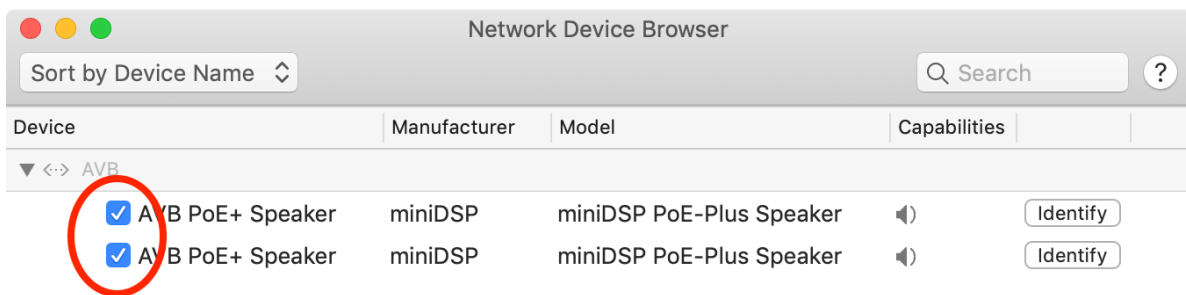 Network Device Browser
Sort by Device Name Search ?
Device Manufacturer Model Capabilities
AVB
AVB PoE+ Speaker miniDSP miniDSP PoE-Plus Speaker Identify
AVB PoE+ Speaker miniDSP miniDSP PoE-Plus Speaker Identify